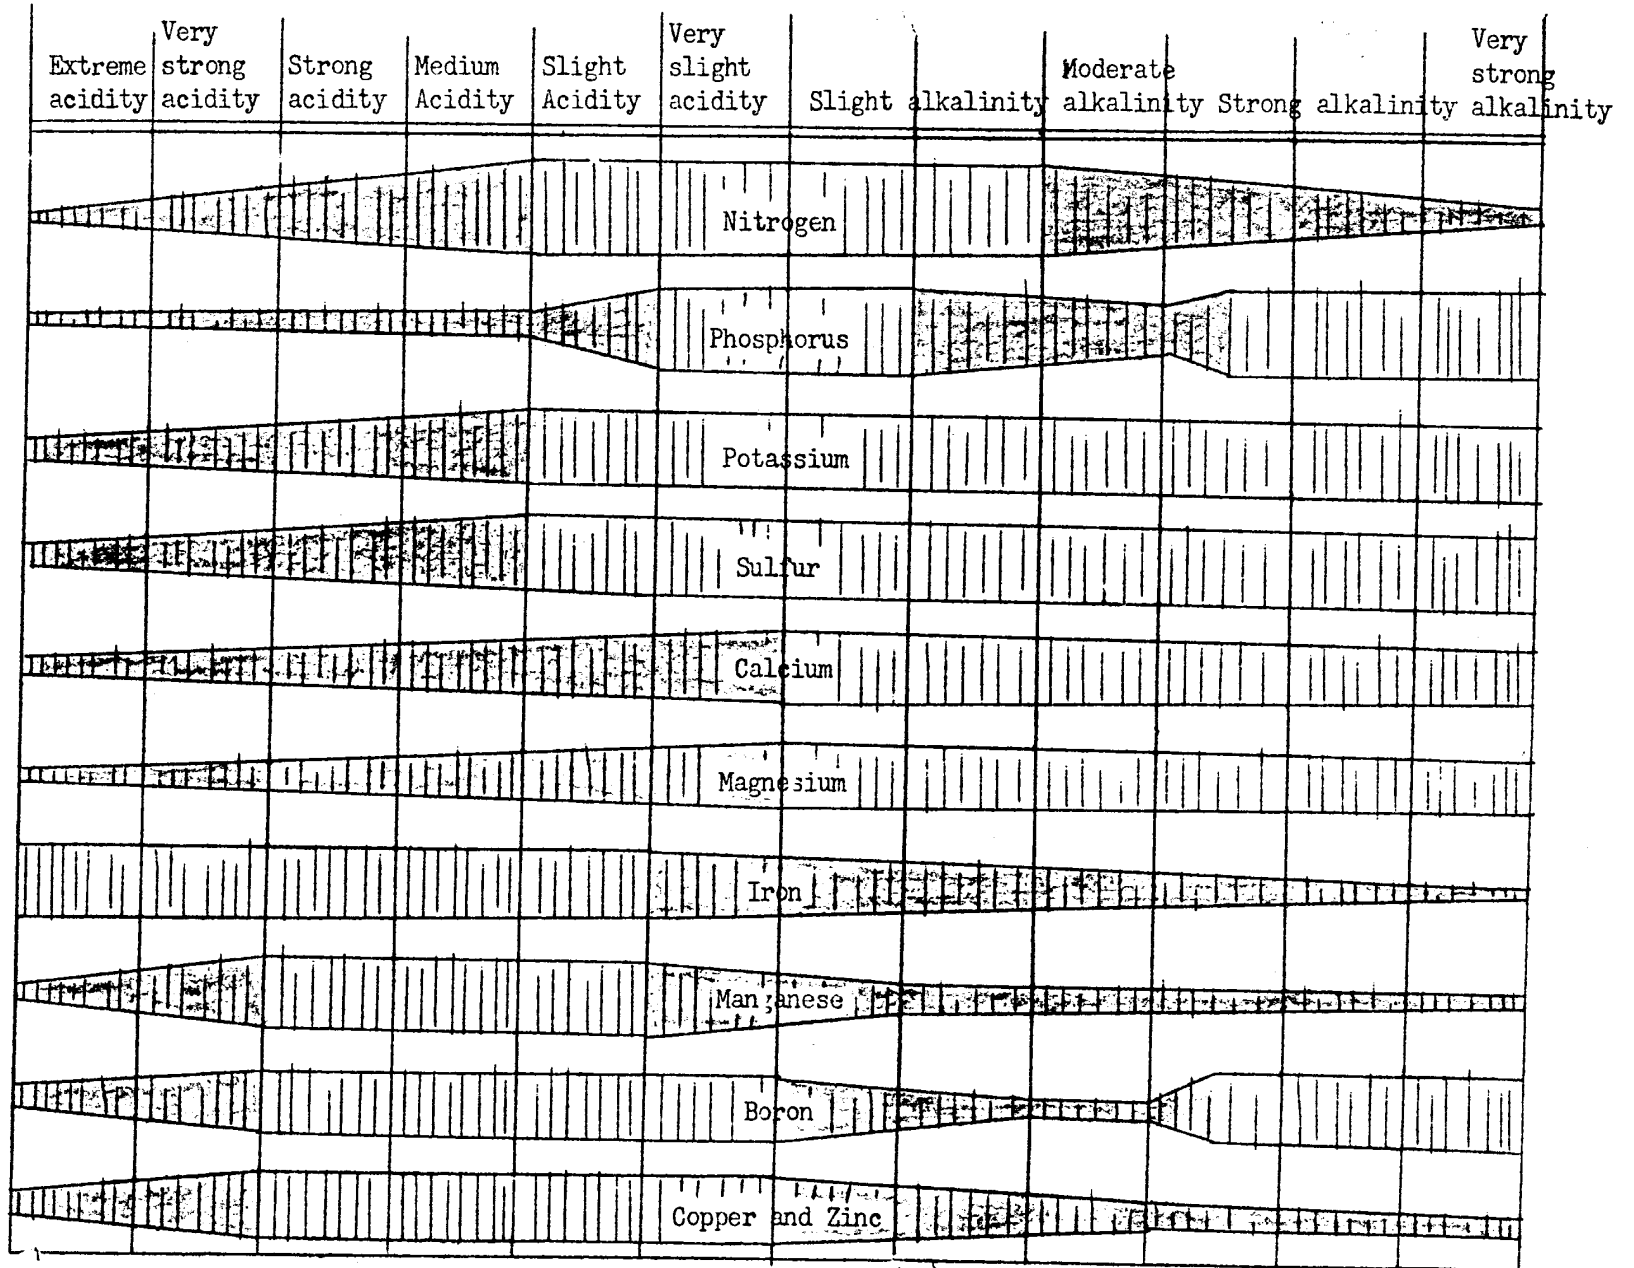 Extreme acidity
Very strong acidity
Strong acidity
Medium Acidity
Slight Acidity
Very slight acidity
Slight alkalinity
Moderate alkalinity
Strong alkalinity
Very strong alkalinity
Nitrogen
Phosphorus
Potassium
Sulfur
Calcium
Magnesium
Iron
Manganese
Boron
Copper and Zinc